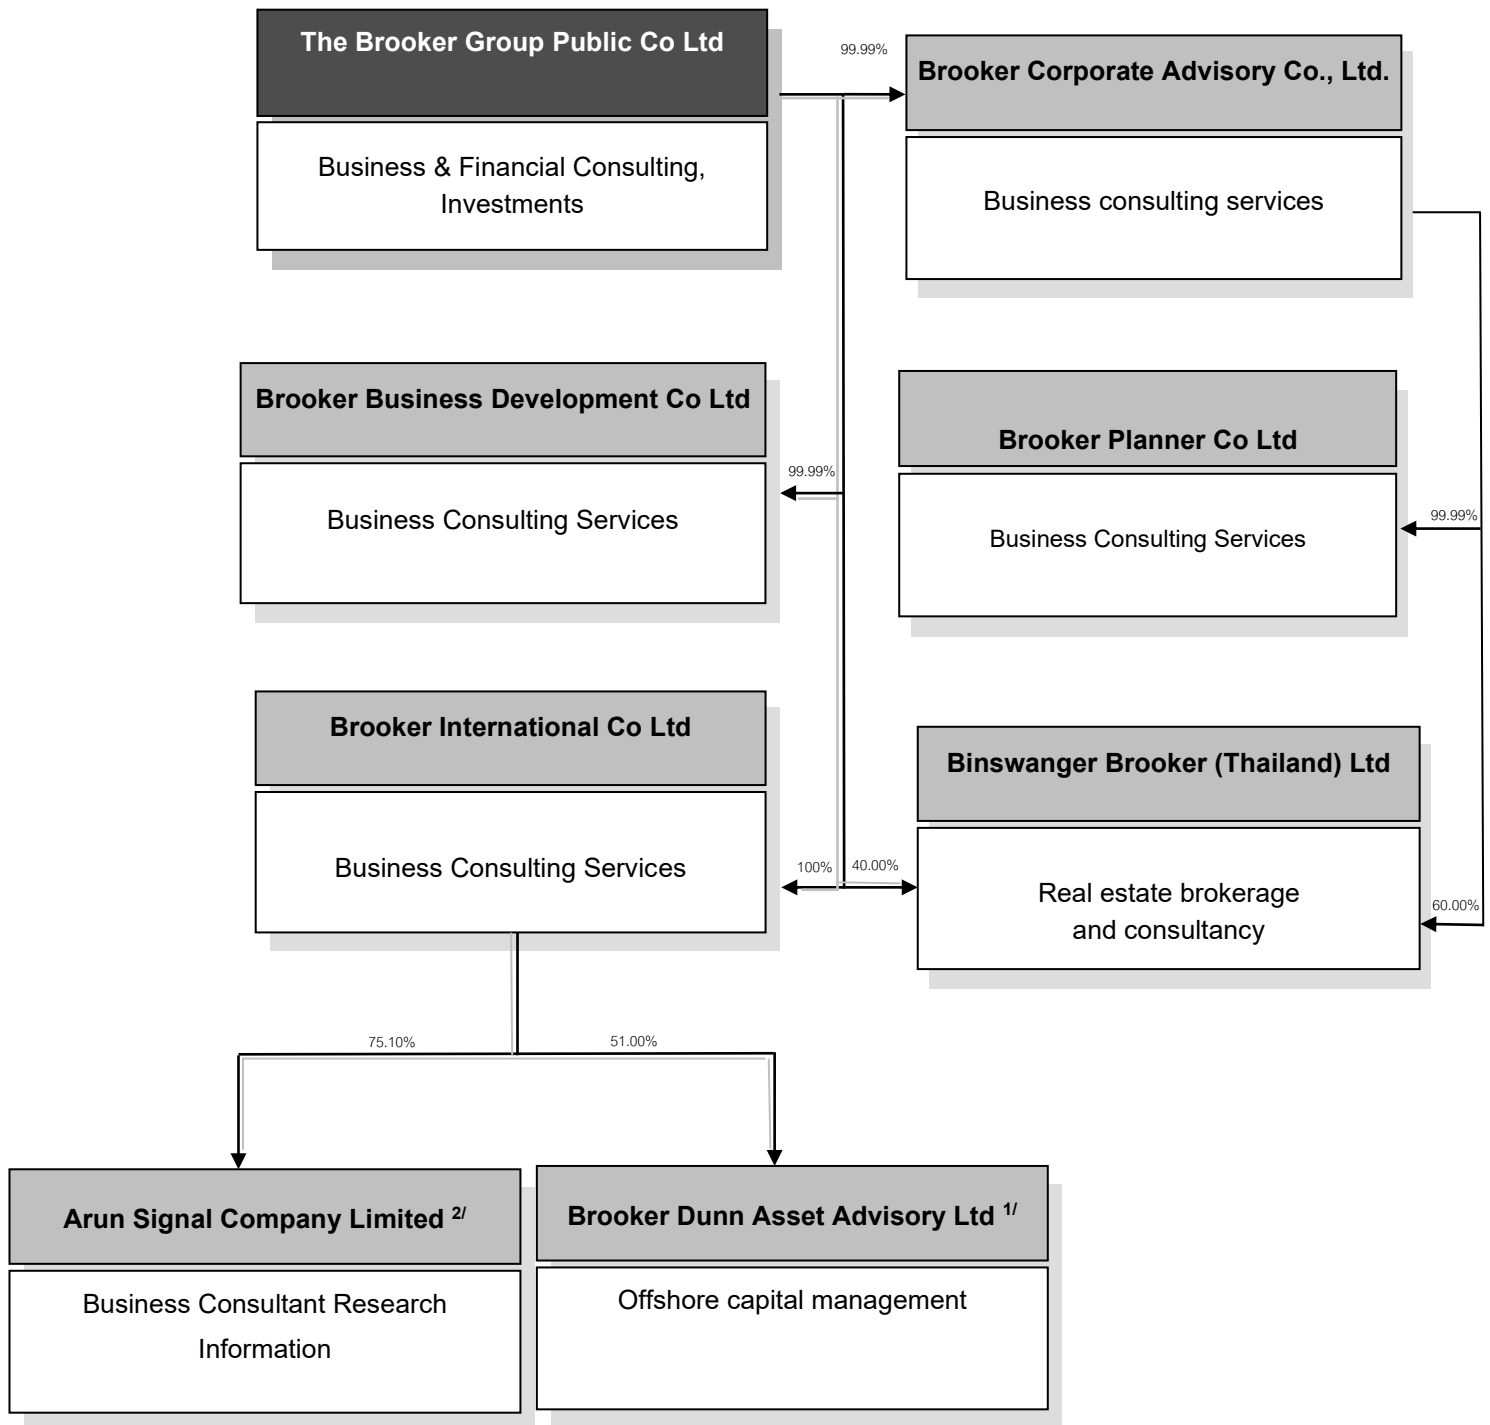 The Brooker Group Public Co Ltd
Business & Financial Consulting,
Investments
99.99%
Brooker Corporate Advisory Co., Ltd.
Business consulting services
Brooker Business Development Co Ltd
Business Consulting Services
99.99%
Brooker Planner Co Ltd
Business Consulting Services
99.99%
Brooker International Co Ltd
Business Consulting Services
100%
40.00%
Binswanger Brooker (Thailand) Ltd
Real estate brokerage
and consultancy
60.00%
75.10%
51.00%
Arun Signal Company Limited 2/
Business Consultant Research
Information
Brooker Dunn Asset Advisory Ltd 1/
Offshore capital management